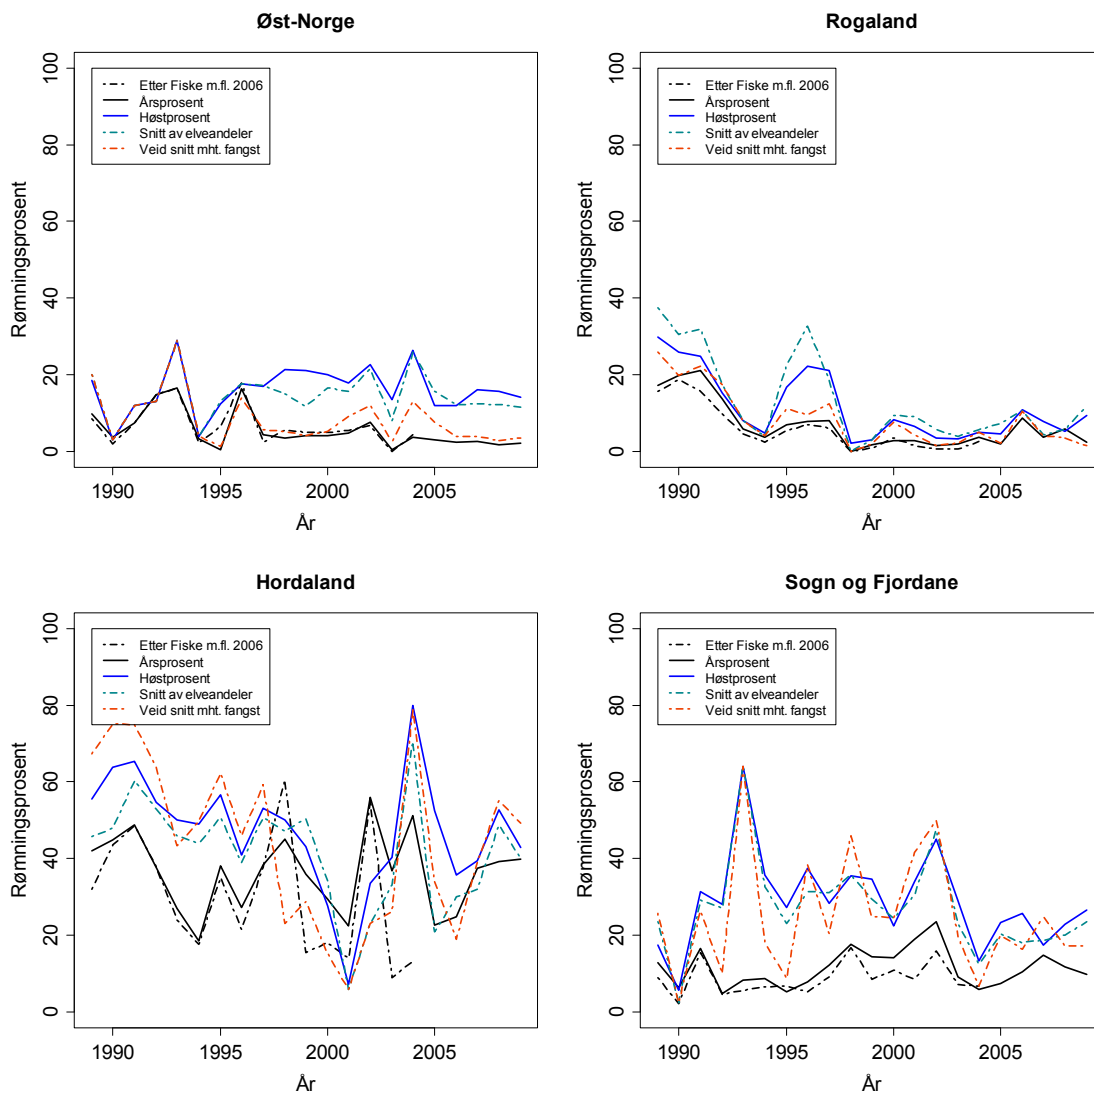 Øst-Norge
Rømningsprosent
0 20 40 60 80 100
Etter Fiske m.fl. 2006
Årsprosent
Høstprosent
Snitt av elveandeler
Veid snitt mht. fangst
1990 1995 2000 2005
År
Rogaland
Rømningsprosent
0 20 40 60 80 100
Etter Fiske m.fl. 2006
Årsprosent
Høstprosent
Snitt av elveandeler
Veid snitt mht. fangst
1990 1995 2000 2005
År
Hordaland
Rømningsprosent
0 20 40 60 80 100
Etter Fiske m.fl. 2006
Årsprosent
Høstprosent
Snitt av elveandeler
Veid snitt mht. fangst
1990 1995 2000 2005
År
Sogn og Fjordane
Rømningsprosent
0 20 40 60 80 100
Etter Fiske m.fl. 2006
Årsprosent
Høstprosent
Snitt av elveandeler
Veid snitt mht. fangst
1990 1995 2000 2005
År